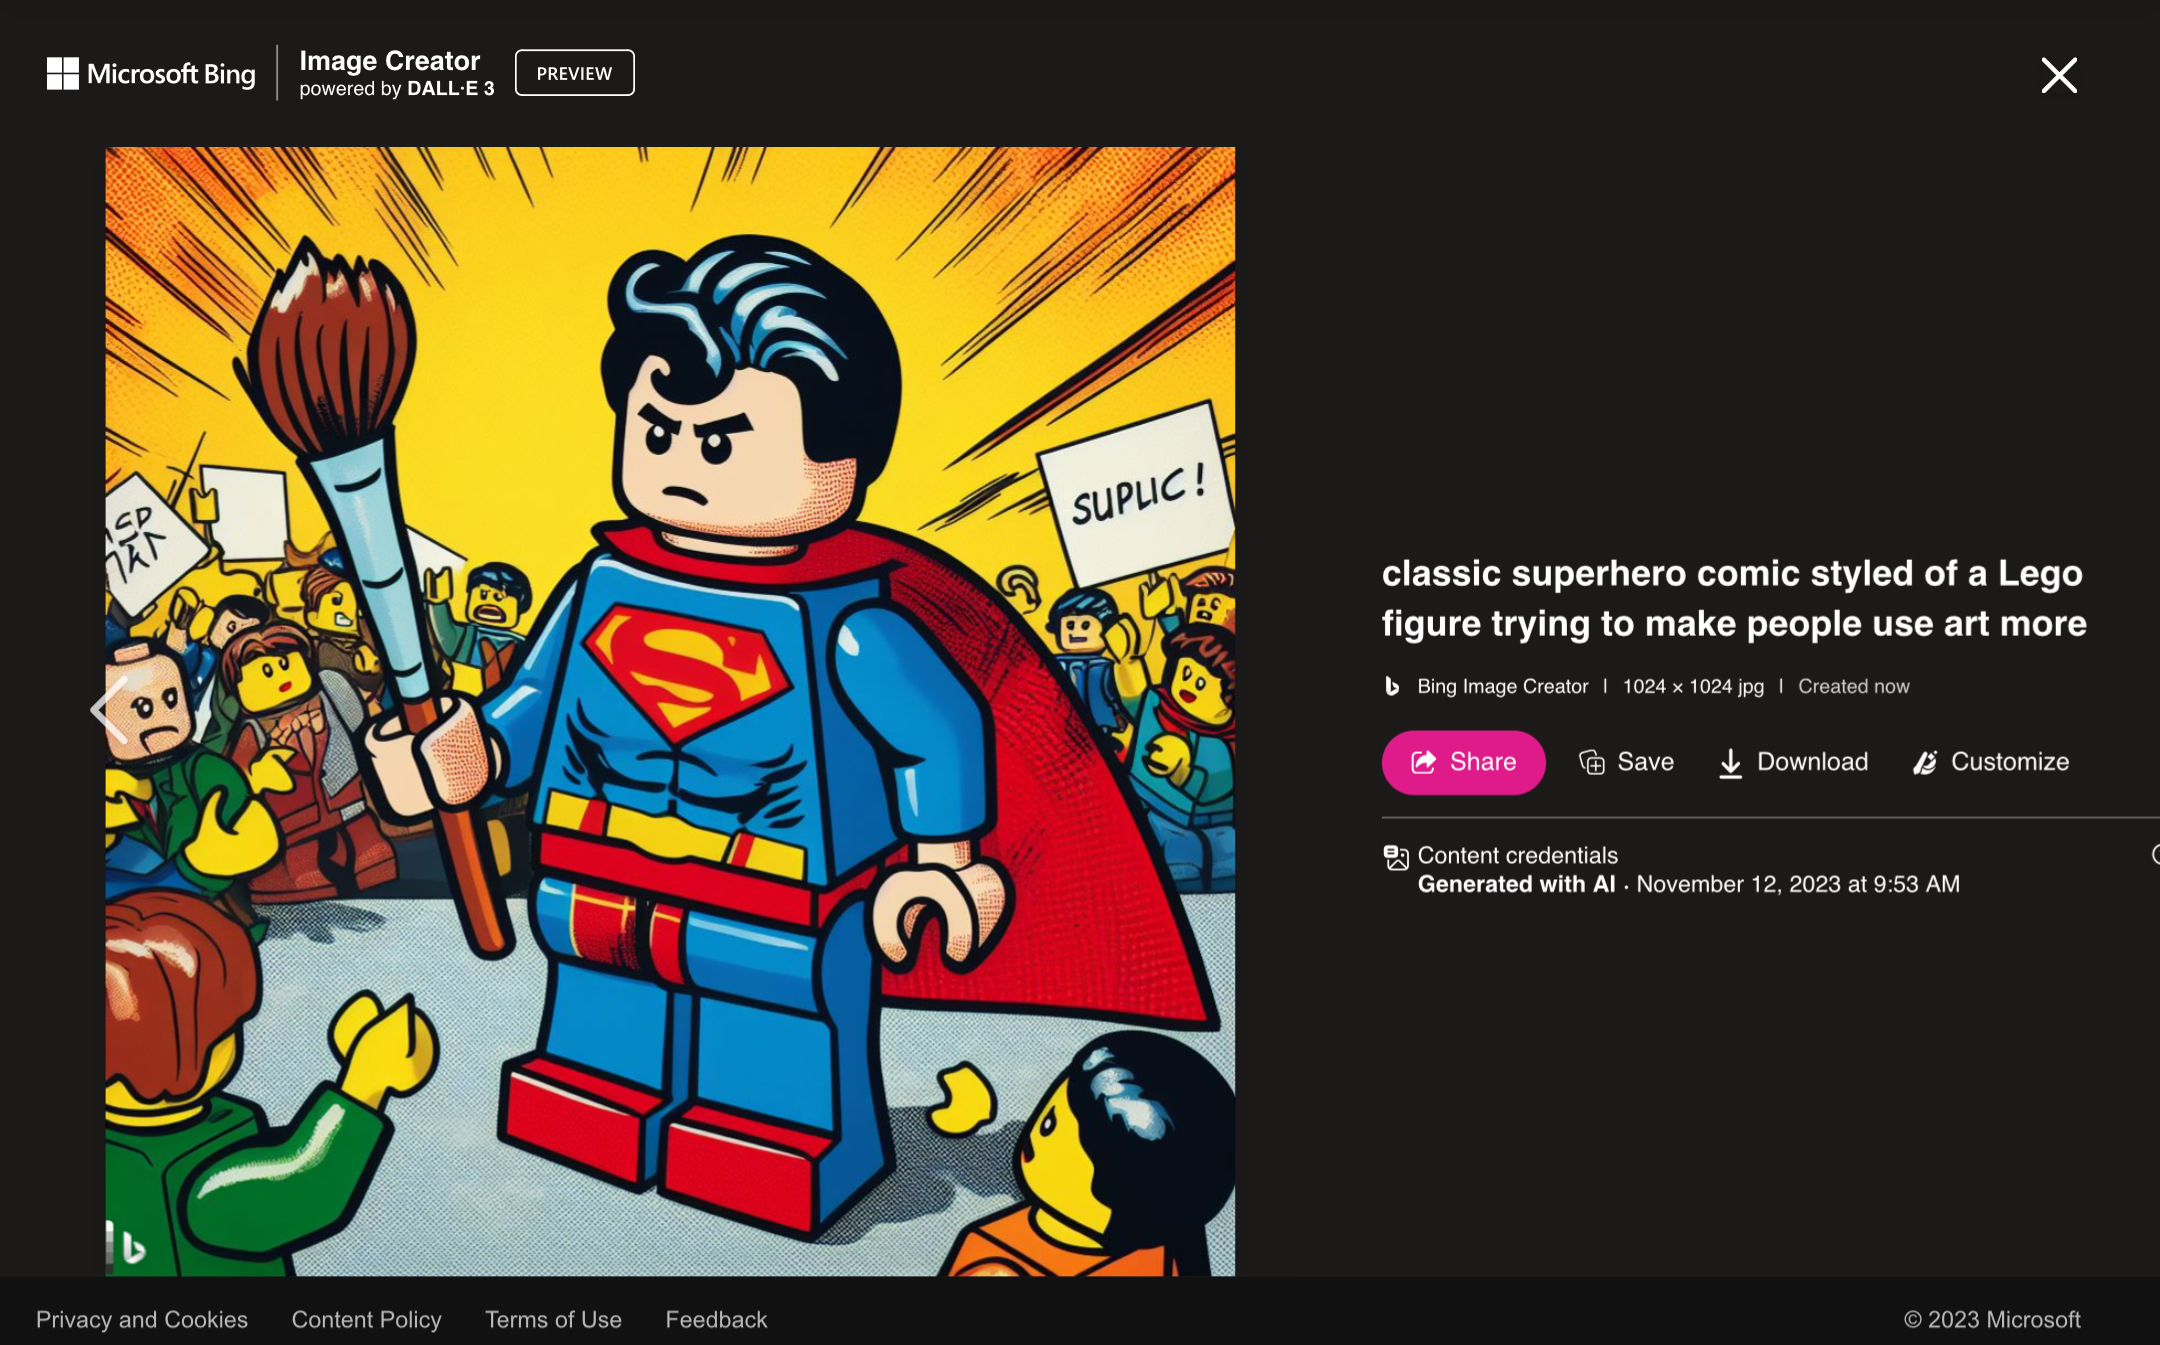 Microsoft Bing
Image Creator
powered by DALL·E 3
PREVIEW
SUPLIC!
classic superhero comic styled of a Lego
figure trying to make people use art more
Bing Image Creator | 1024 × 1024 jpg | Created now
Share Save Download Customize
Content credentials
Generated with AI · November 12, 2023 at 9:53 AM
Privacy and Cookies Content Policy Terms of Use Feedback © 2023 Microsoft